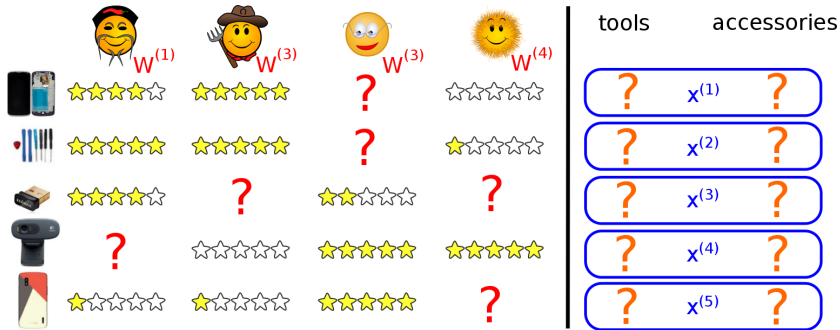 tools accessories
W(1) W(3) W(3) W(4)
? x(1) ?
?
? x(2) ?
?
? ? ? x(3) ?
? ? x(4) ?
? ? x(5) ?